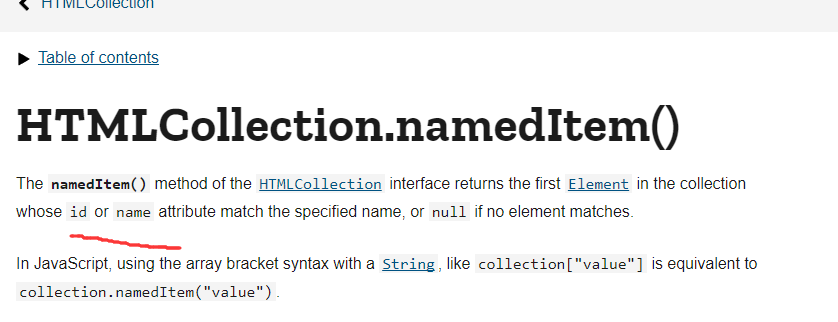 HTMLCollection
Table of contents
HTMLCollection.namedItem()
The namedItem() method of the HTMLCollection interface returns the first Element in the collection
whose id or name attribute match the specified name, or null if no element matches.
In JavaScript, using the array bracket syntax with a String, like collection["value"] is equivalent to
collection.namedItem("value").